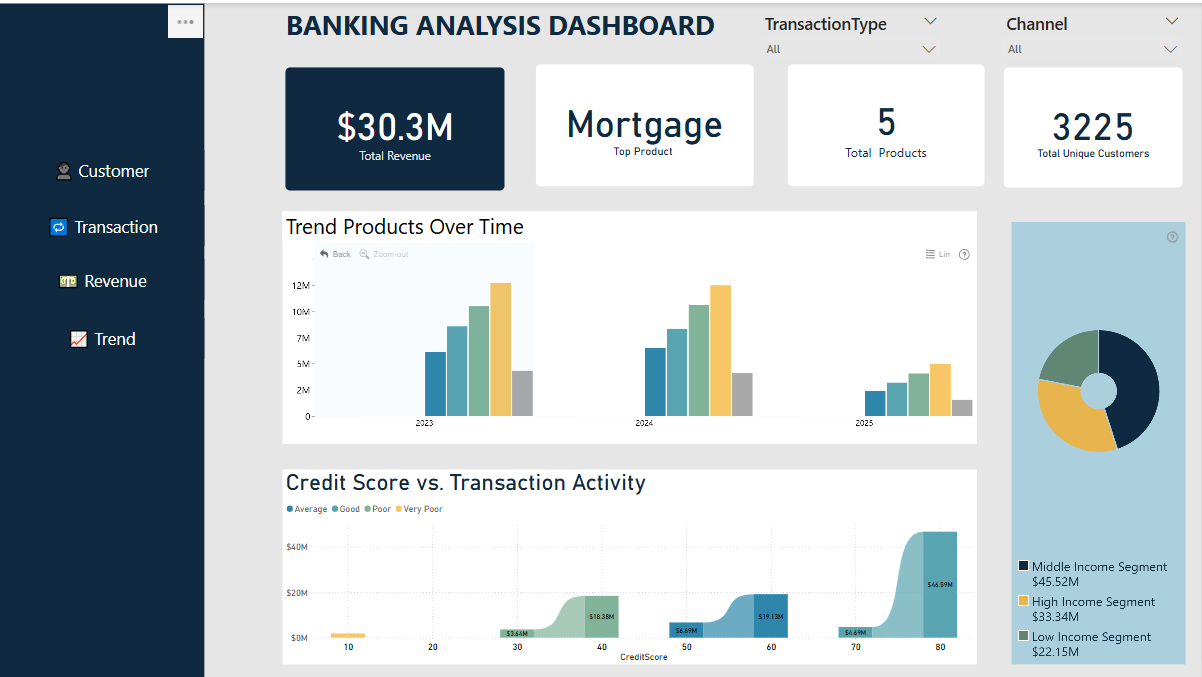 BANKING ANALYSIS DASHBOARD
TransactionType
All
Channel
All
Customer
Transaction
Revenue
Trend
$30.3M
Total Revenue
Mortgage
Top Product
5
Total Products
3225
Total Unique Customers
Trend Products Over Time
Back Zoom-out
Lin ?
12M
10M
7M
5M
2M
0
2023 2024 2025
?
Middle Income Segment
$45.52M
High Income Segment
$33.34M
Low Income Segment
$22.15M
Credit Score vs. Transaction Activity
Average Good Poor Very Poor
$40M
$20M
$0M
$3.64M
$18.38M
$6.69M
$19.13M
$4.69M
$46.59M
10 20 30 40 50 60 70 80
CreditScore